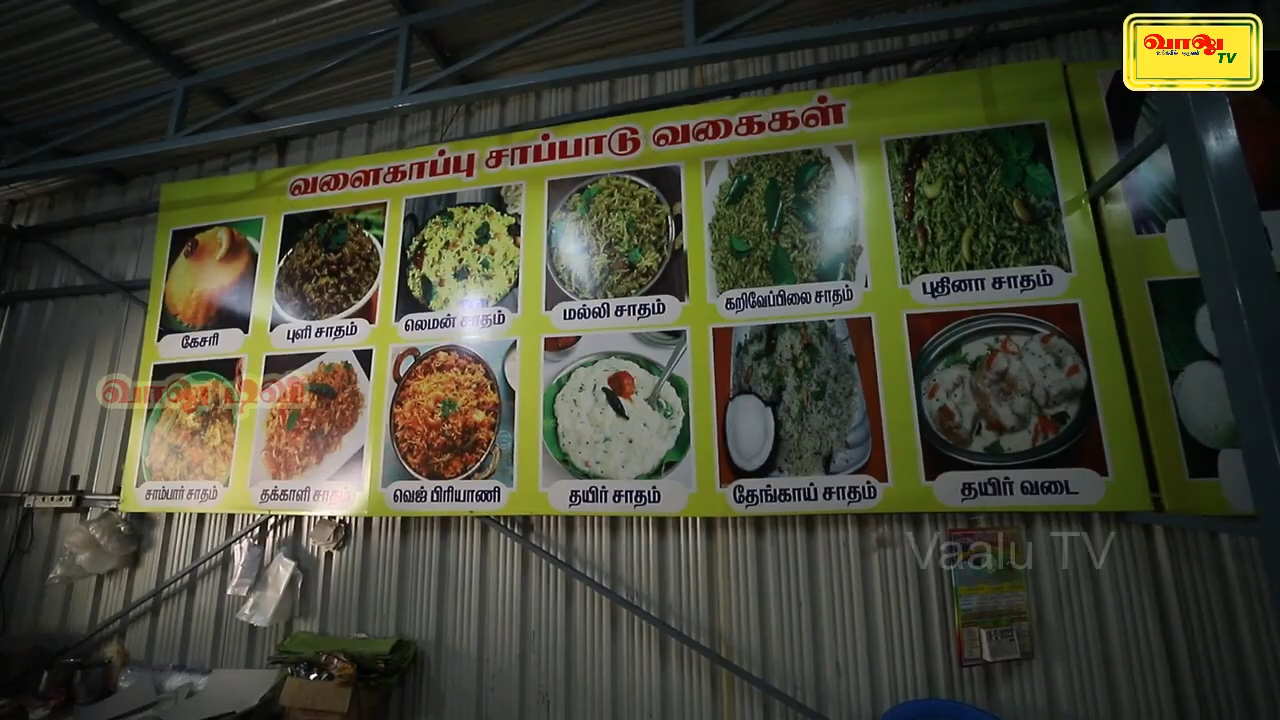 வாலு
TV
வளைகாப்பு சாப்பாடு வகைகள்
கேசரி
புளி சாதம்
லெமன் சாதம்
மல்லி சாதம்
கறிவேப்பிலை சாதம்
புதினா சாதம்
வாலு டிவி
சாம்பார் சாதம்
தக்காளி சாதம்
வெஜ் பிரியாணி
தயிர் சாதம்
தேங்காய் சாதம்
தயிர் வடை
Vaalu TV